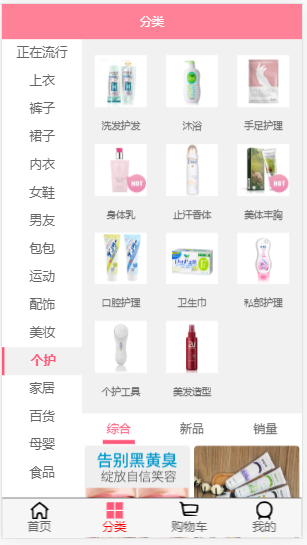 分类
正在流行
上衣
裤子
裙子
内衣
女鞋
男友
包包
运动
配饰
美妆
个护
家居
百货
母婴
食品
洗发护发
沐浴
手足护理
身体乳
HOT
止汗香体
美体丰胸
HOT
口腔护理
卫生巾
私部护理
个护工具
美发造型
综合
新品
销量
告别黑黄臭
绽放自信笑容
首页
分类
购物车
我的